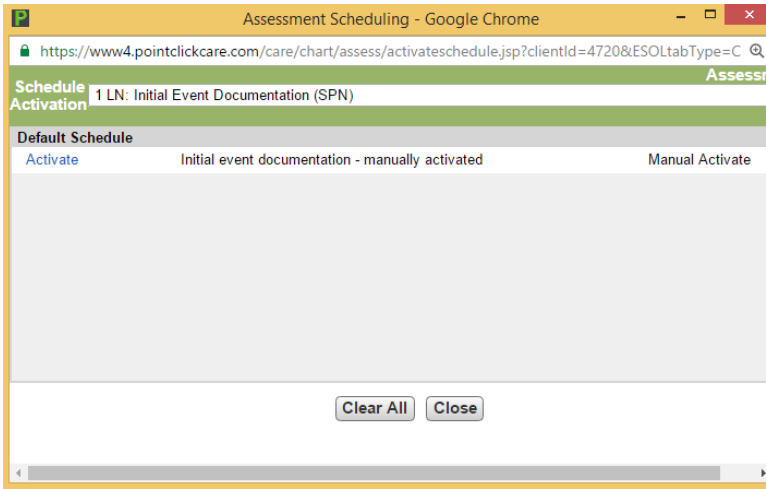 Assessment Scheduling - Google Chrome
https://www4.pointclickcare.com/care/chart/assess/activateschedule.jsp?clientId=4720&ESOLtabType=C
Assessr
Schedule Activation 1 LN: Initial Event Documentation (SPN)
Default Schedule
Activate Initial event documentation - manually activated Manual Activate
Clear All Close